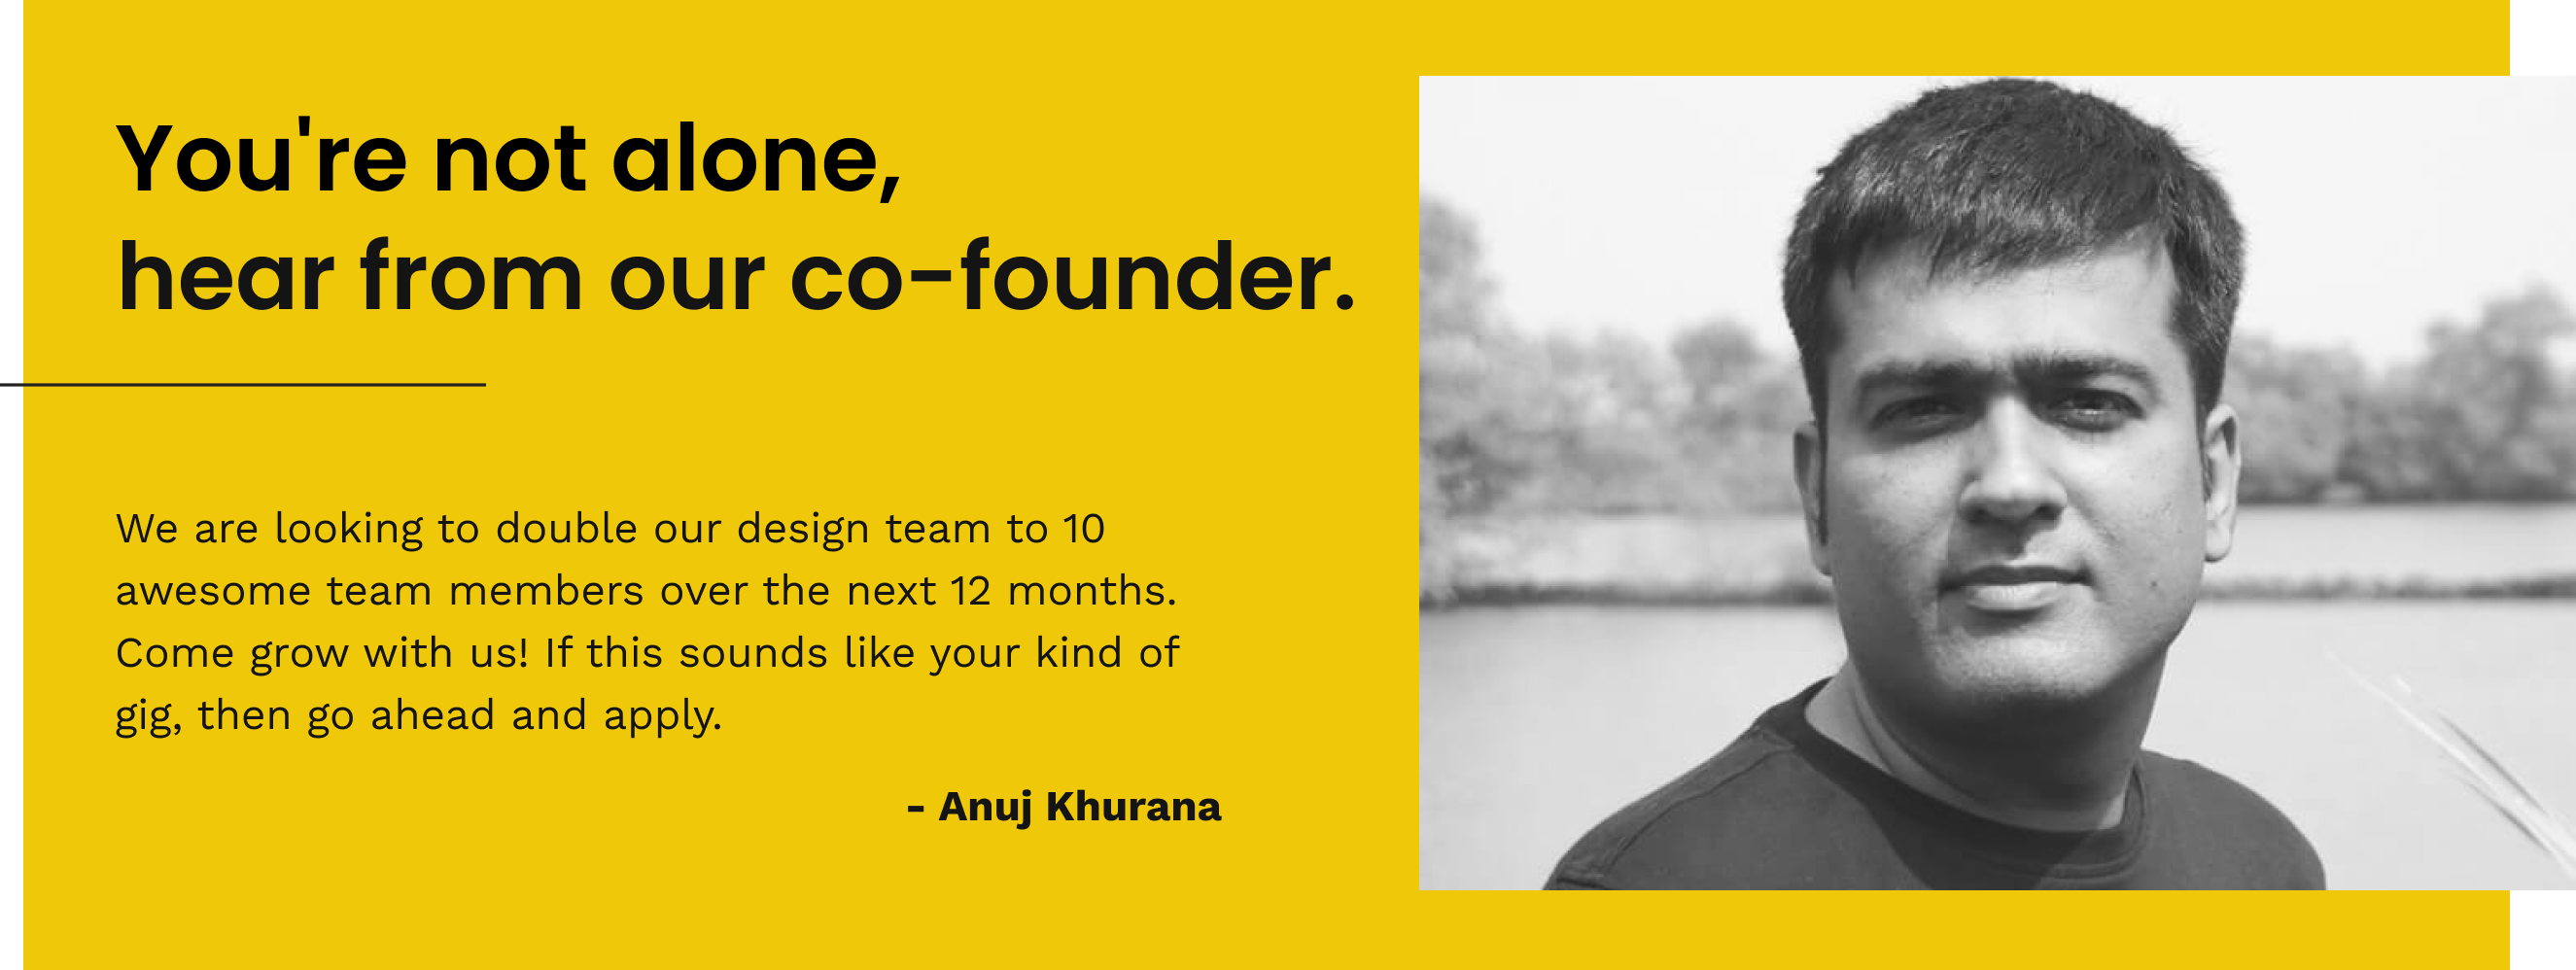 You're not alone,
hear from our co-founder.
We are looking to double our design team to 10
awesome team members over the next 12 months.
Come grow with us! If this sounds like your kind of
gig, then go ahead and apply.
- Anuj Khurana